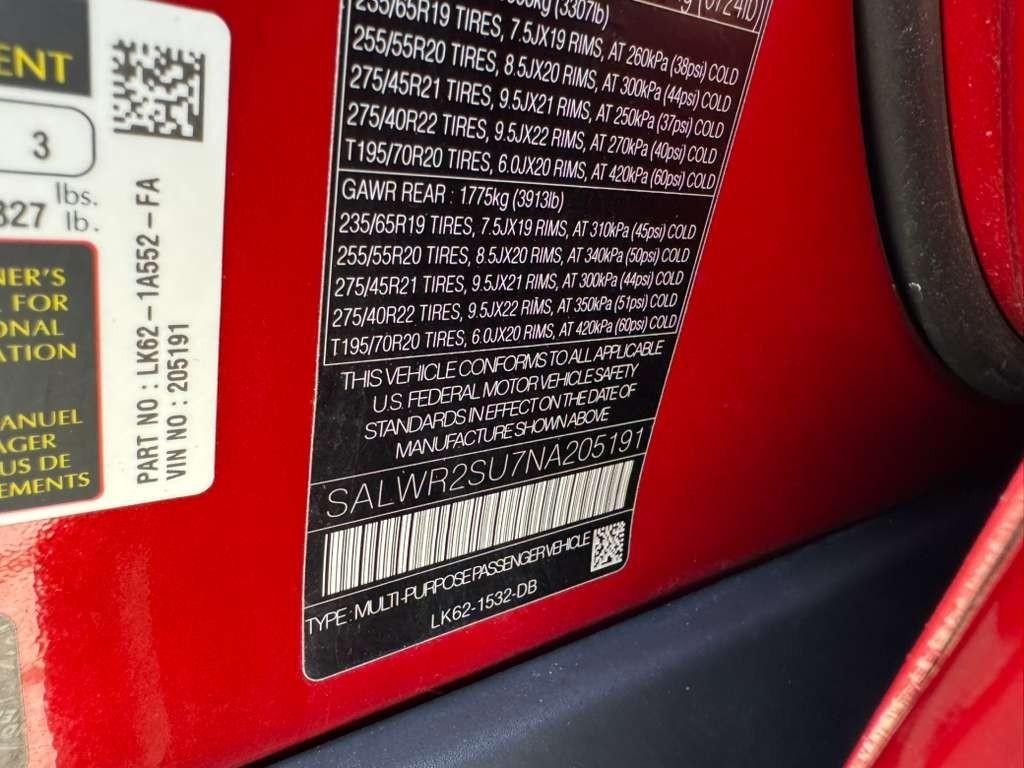 ENT
3
lbs.
327 lb.
NER'S
FOR
ONAL
ATION
ANUEL
AGER
US DE
EMENTS
PART NO : LK62-1A552-FA
VIN NO : 205191
(3307lb)
235/65R19 TIRES, 7.5JX19 RIMS, AT 260kPa (38psi) COLD
255/55R20 TIRES, 8.5JX20 RIMS, AT 300kPa (44psi) COLD
275/45R21 TIRES, 9.5JX21 RIMS, AT 250kPa (37psi) COLD
275/40R22 TIRES, 9.5JX22 RIMS, AT 270kPa (40psi) COLD
T195/70R20 TIRES, 6.0JX20 RIMS, AT 420kPa (60psi) COLD
GAWR REAR : 1775kg (3913lb)
235/65R19 TIRES, 7.5JX19 RIMS, AT 310kPa (45psi) COLD
255/55R20 TIRES, 8.5JX20 RIMS, AT 340kPa (50psi) COLD
275/45R21 TIRES, 9.5JX21 RIMS, AT 300kPa (44psi) COLD
275/40R22 TIRES, 9.5JX22 RIMS, AT 350kPa (51psi) COLD
T195/70R20 TIRES, 6.0JX20 RIMS, AT 420kPa (60psi) COLD
THIS VEHICLE CONFORMS TO ALL APPLICABLE
U.S. FEDERAL MOTOR VEHICLE SAFETY
STANDARDS IN EFFECT ON THE DATE OF
MANUFACTURE SHOWN ABOVE
SALWR2SU7NA205191
TYPE : MULTI-PURPOSE PASSENGER VEHICLE
LK62-1532-DB